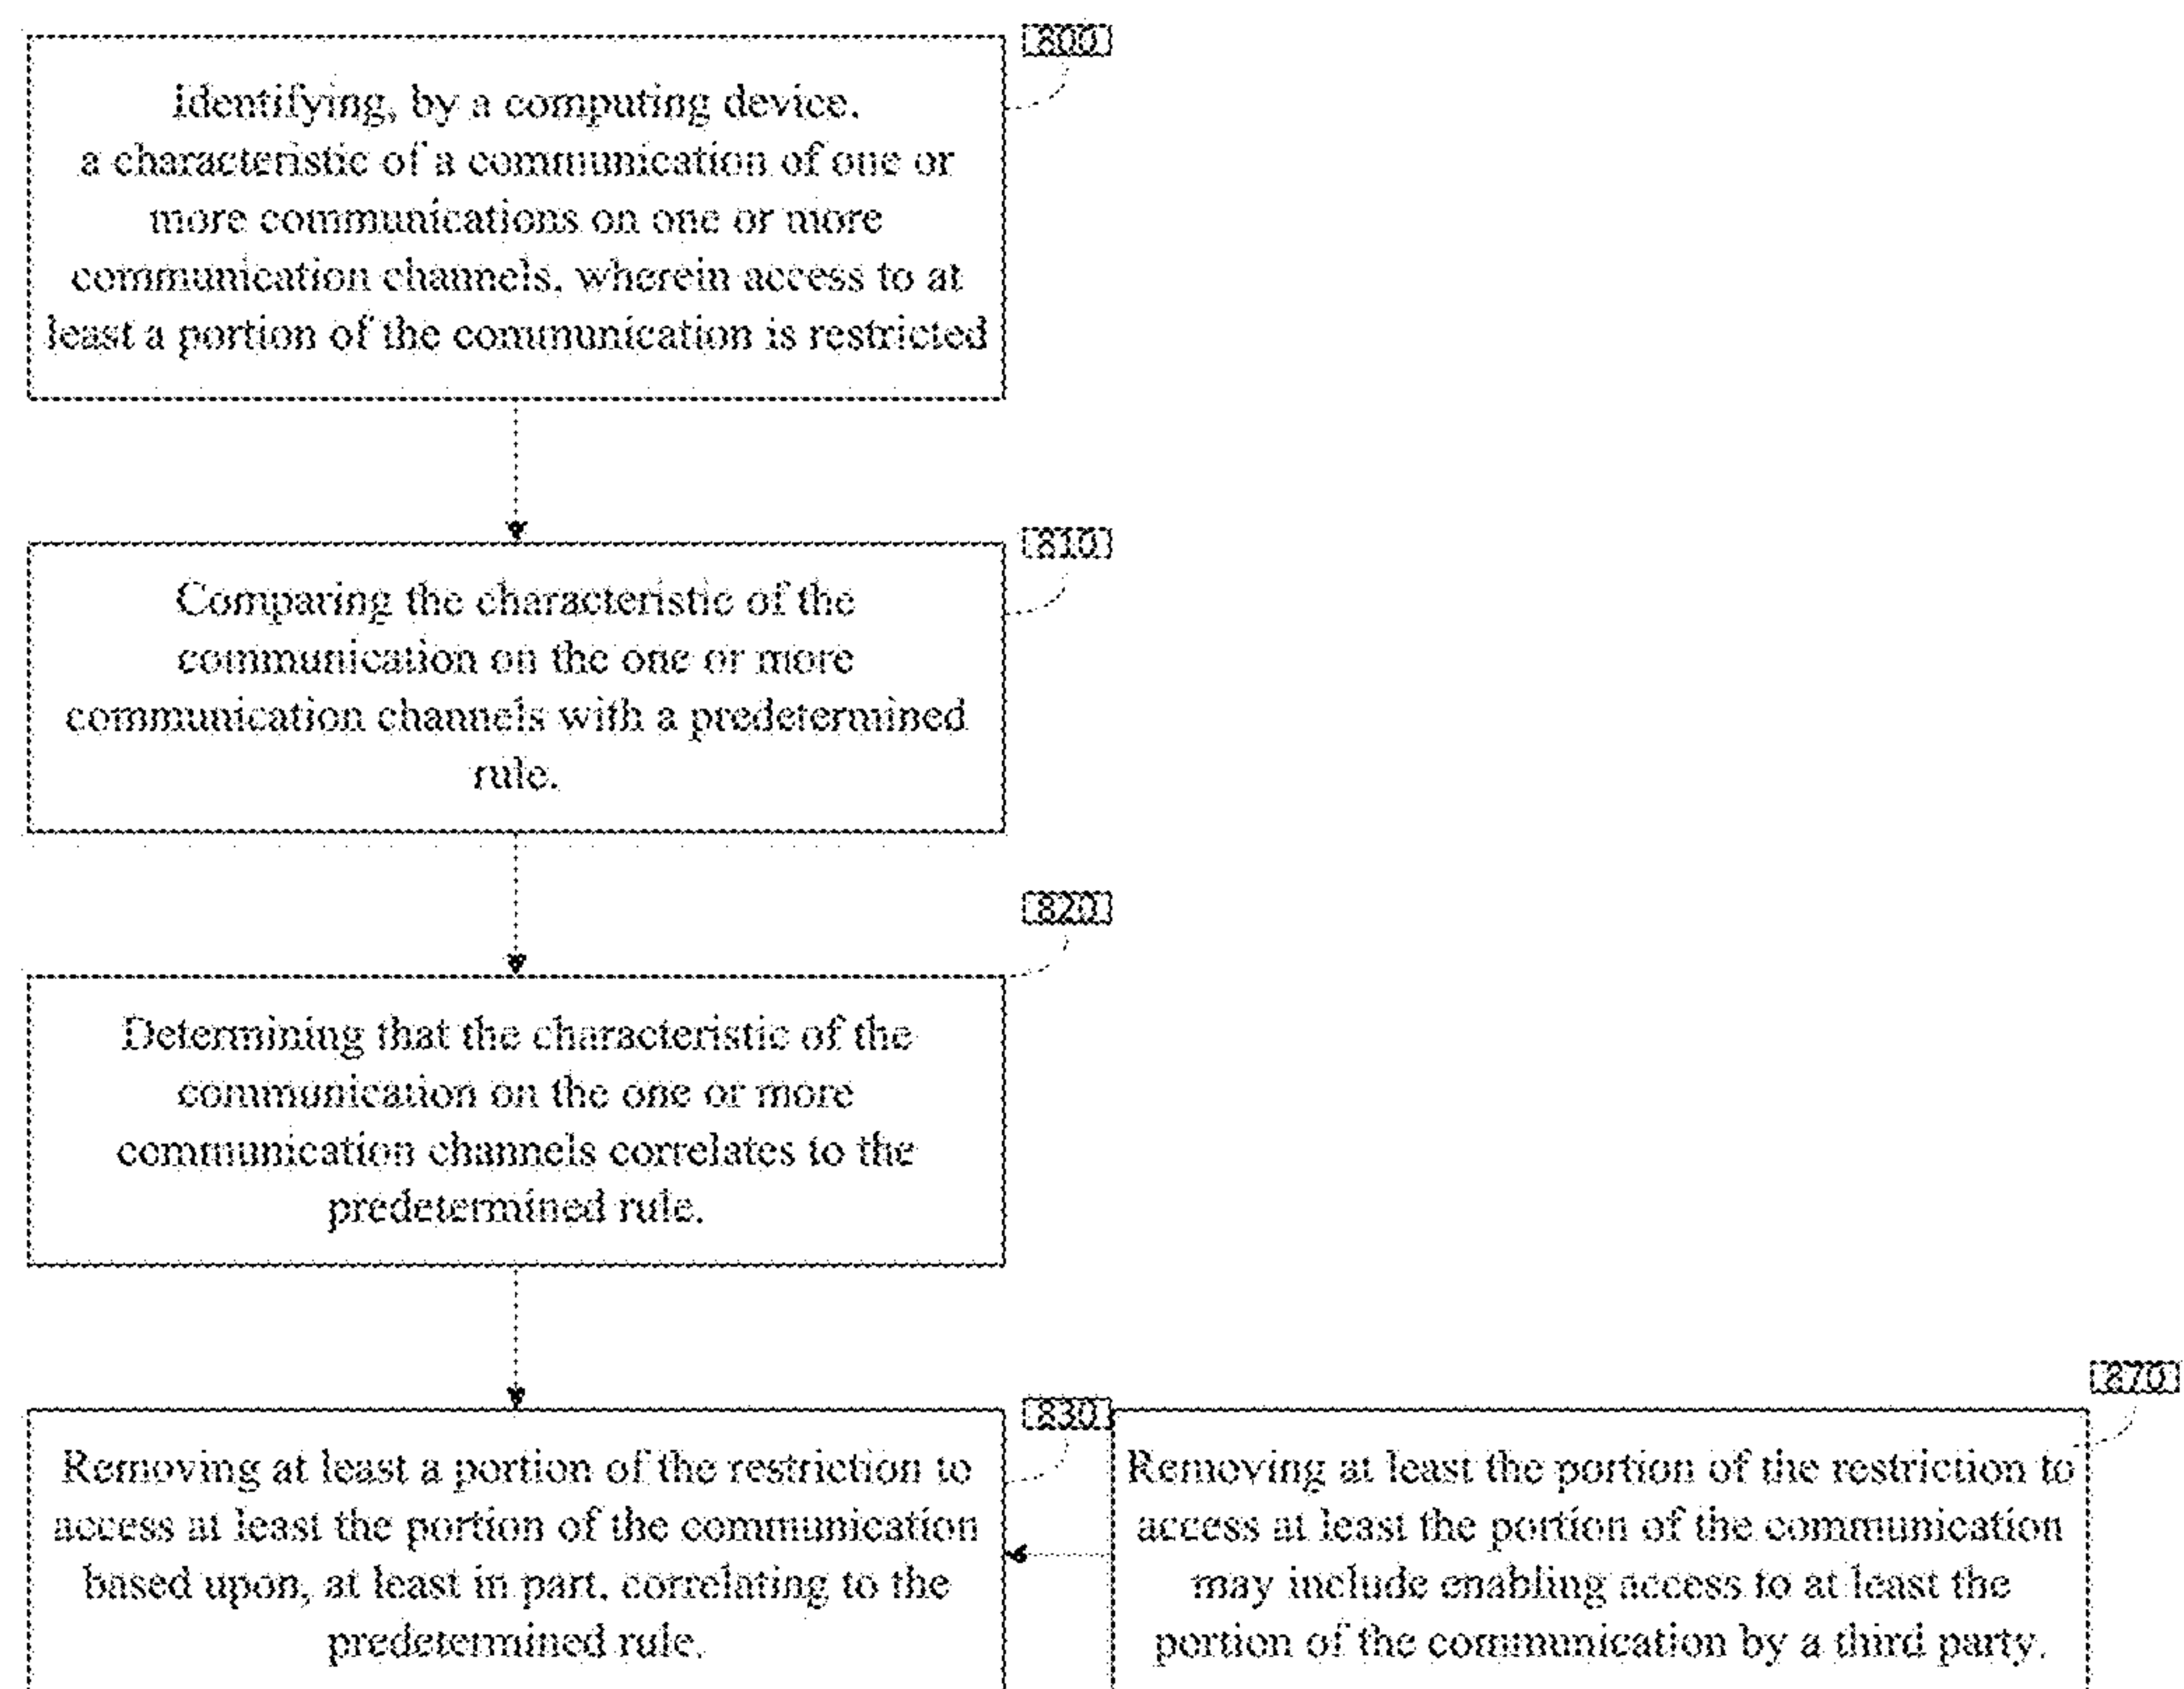 800
Identifying, by a computing device,
a characteristic of a communication of one or
more communications on one or more
communication channels, wherein access to at
least a portion of the communication is restricted
810
Comparing the characteristic of the
communication on the one or more
communication channels with a predetermined
rule.
820
Determining that the characteristic of the
communication on the one or more
communication channels correlates to the
predetermined rule.
830
Removing at least a portion of the restriction to
access at least the portion of the communication
based upon, at least in part, correlating to the
predetermined rule.
Removing at least the portion of the restriction to
access at least the portion of the communication
may include enabling access to at least the
portion of the communication by a third party.